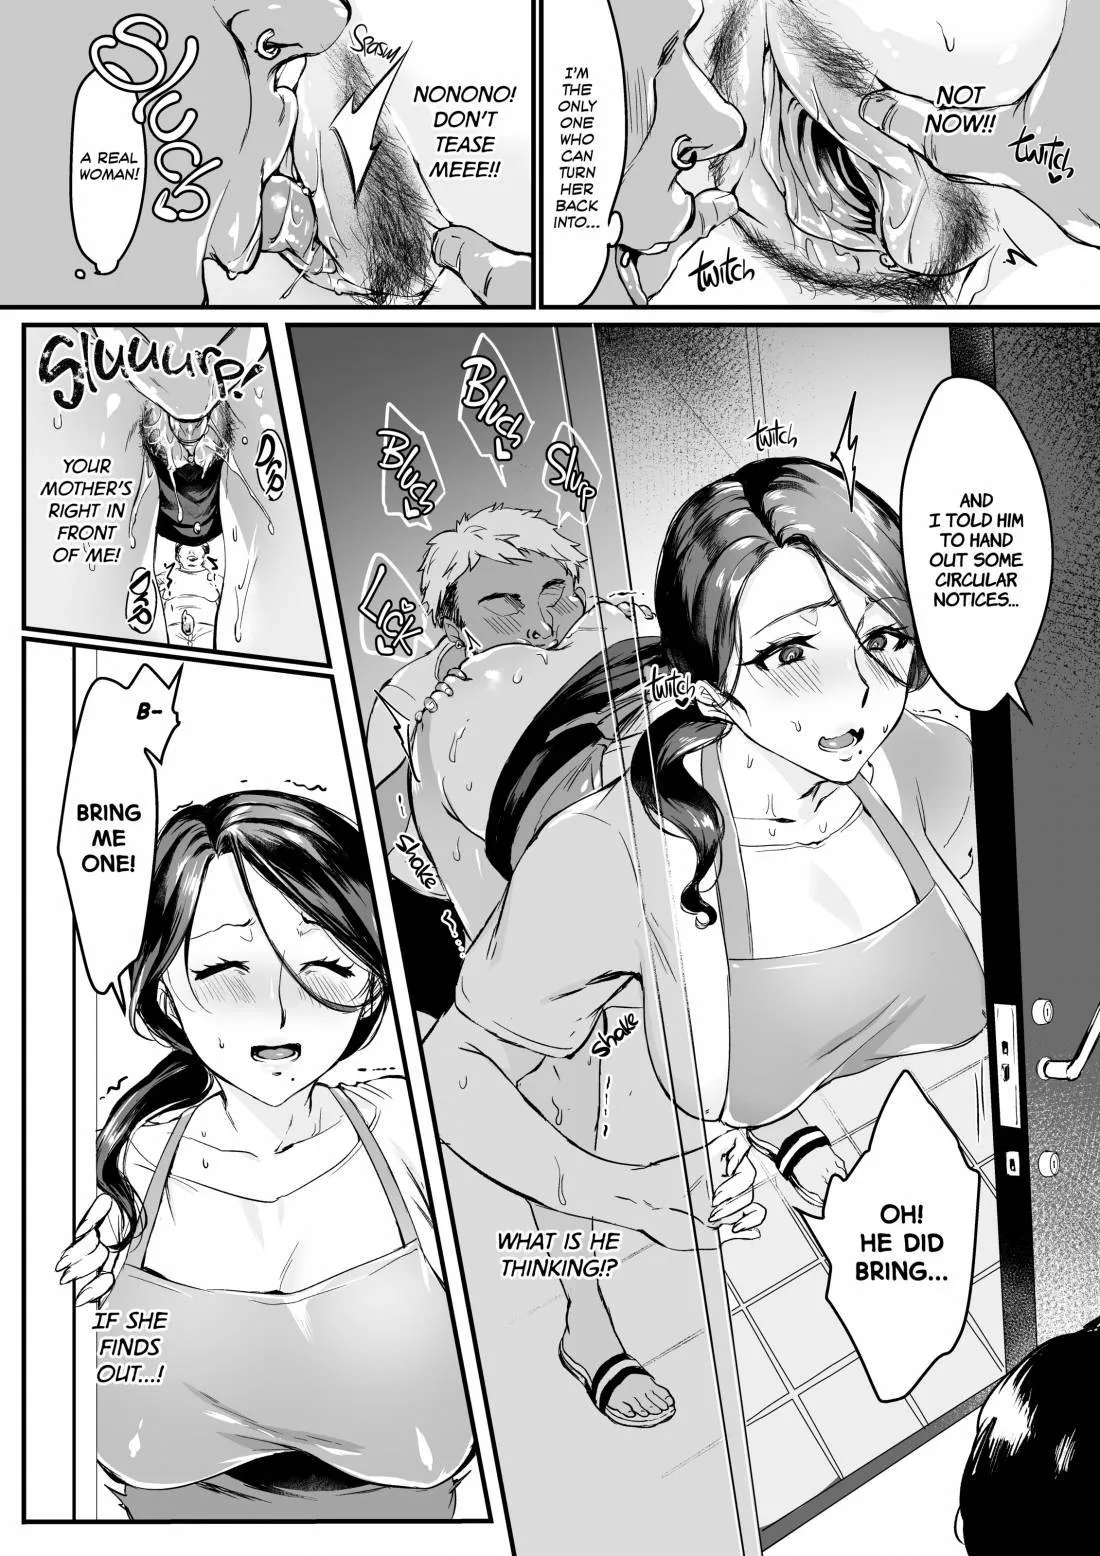 NOT
NOW!!
twitch
I'M
THE
ONLY
ONE
WHO
CAN
TURN
HER
BACK
INTO...
twitch
NONONO!
DON'T
TEASE
MEEE!!
Spasm
Sluck
A REAL
WOMAN!
AND
I TOLD HIM
TO HAND
OUT SOME
CIRCULAR
NOTICES...
twitch
Bluch
Bluch
Slurp
Lick
twitch
shake
shake
OH!
HE DID
BRING...
WHAT IS HE
THINKING!?
Sluuurp!
YOUR
MOTHER'S
RIGHT IN
FRONT
OF ME!
Drip
Drip
B-
BRING
ME
ONE!
IF SHE
FINDS
OUT...!